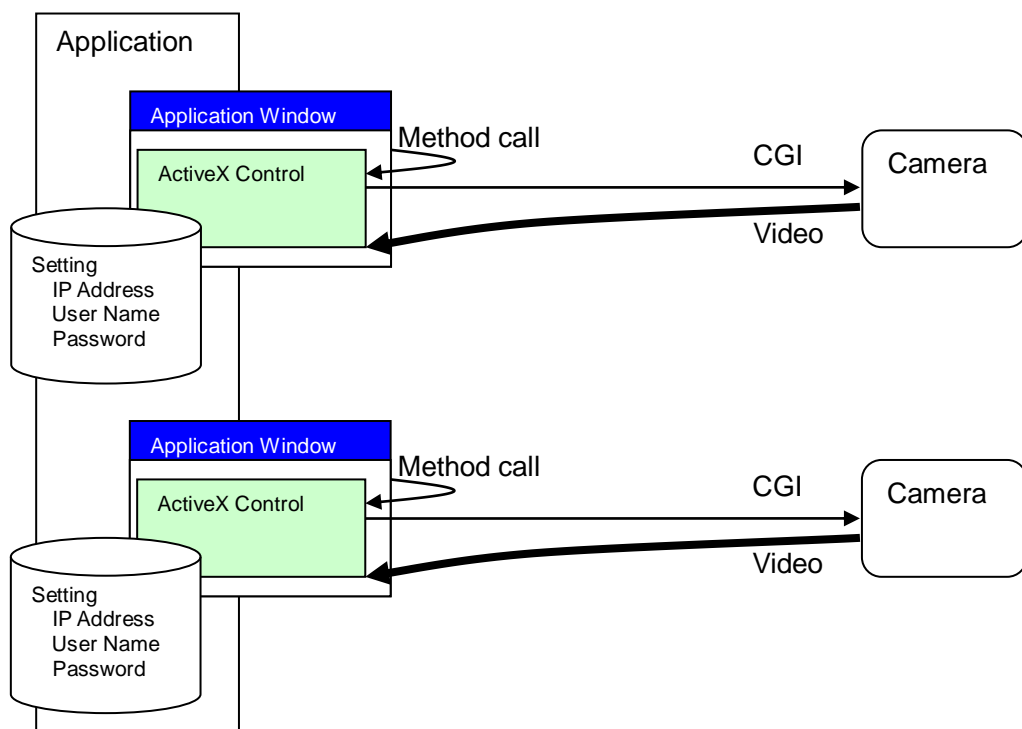 Application
Application Window
Method call
ActiveX Control
CGI
Camera
Video
Setting
IP Address
User Name
Password
Application Window
Method call
ActiveX Control
CGI
Camera
Video
Setting
IP Address
User Name
Password